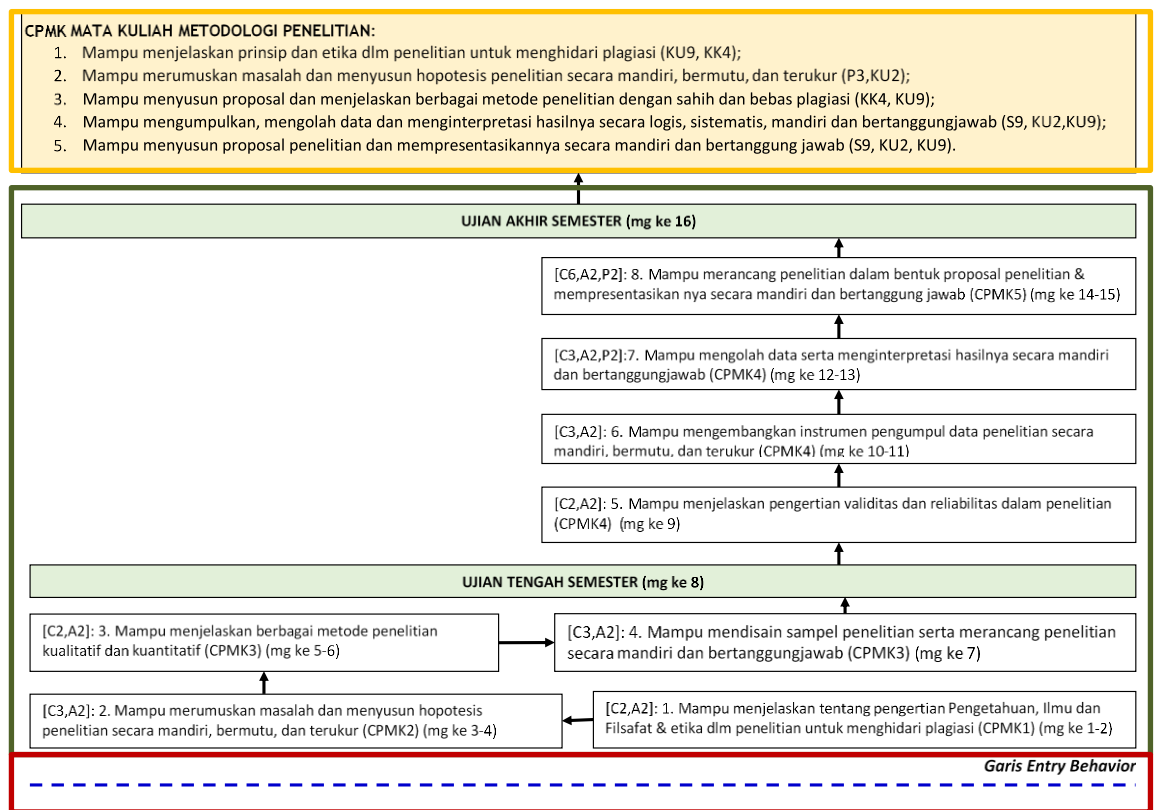 CPMK MATA KULIAH METODOLOGI PENELITIAN:
1. Mampu menjelaskan prinsip dan etika dlm penelitian untuk menghidari plagiasi (KU9, KK4);
2. Mampu merumuskan masalah dan menyusun hopotesis penelitian secara mandiri, bermutu, dan terukur (P3,KU2);
3. Mampu menyusun proposal dan menjelaskan berbagai metode penelitian dengan sahih dan bebas plagiasi (KK4, KU9);
4. Mampu mengumpulkan, mengolah data dan menginterpretasi hasilnya secara logis, sistematis, mandiri dan bertanggungjawab (S9, KU2,KU9);
5. Mampu menyusun proposal penelitian dan mempresentasikannya secara mandiri dan bertanggung jawab (S9, KU2, KU9).
UJIAN AKHIR SEMESTER (mg ke 16)
[C6,A2,P2]: 8. Mampu merancang penelitian dalam bentuk proposal penelitian &
mempresentasikan nya secara mandiri dan bertanggung jawab (CPMK5) (mg ke 14-15)
[C3,A2,P2]:7. Mampu mengolah data serta menginterpretasi hasilnya secara mandiri
dan bertanggungjawab (CPMK4) (mg ke 12-13)
[C3,A2]: 6. Mampu mengembangkan instrumen pengumpul data penelitian secara
mandiri, bermutu, dan terukur (CPMK4) (mg ke 10-11)
[C2,A2]: 5. Mampu menjelaskan pengertian validitas dan reliabilitas dalam penelitian
(CPMK4) (mg ke 9)
UJIAN TENGAH SEMESTER (mg ke 8)
[C2,A2]: 3. Mampu menjelaskan berbagai metode penelitian
kualitatif dan kuantitatif (CPMK3) (mg ke 5-6)
[C3,A2]: 4. Mampu mendisain sampel penelitian serta merancang penelitian
secara mandiri dan bertanggungjawab (CPMK3) (mg ke 7)
[C3,A2]: 2. Mampu merumuskan masalah dan menyusun hopotesis
penelitian secara mandiri, bermutu, dan terukur (CPMK2) (mg ke 3-4)
[C2,A2]: 1. Mampu menjelaskan tentang pengertian Pengetahuan, Ilmu dan
Filsafat & etika dlm penelitian untuk menghidari plagiasi (CPMK1) (mg ke 1-2)
Garis Entry Behavior